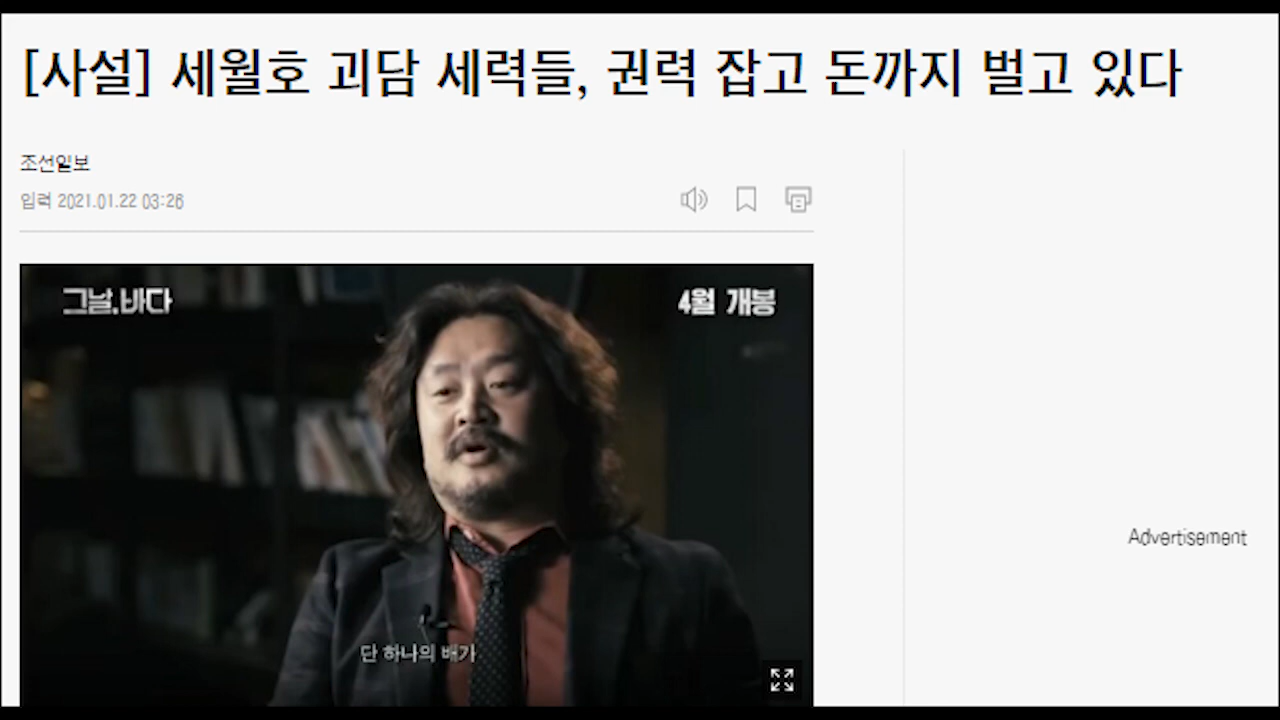 [사설] 세월호 괴담 세력들, 권력 잡고 돈까지 벌고 있다
조선일보
입력 2021.01.22 03:26
그날,바다
4월 개봉
단 하나의 배가
Advertisement